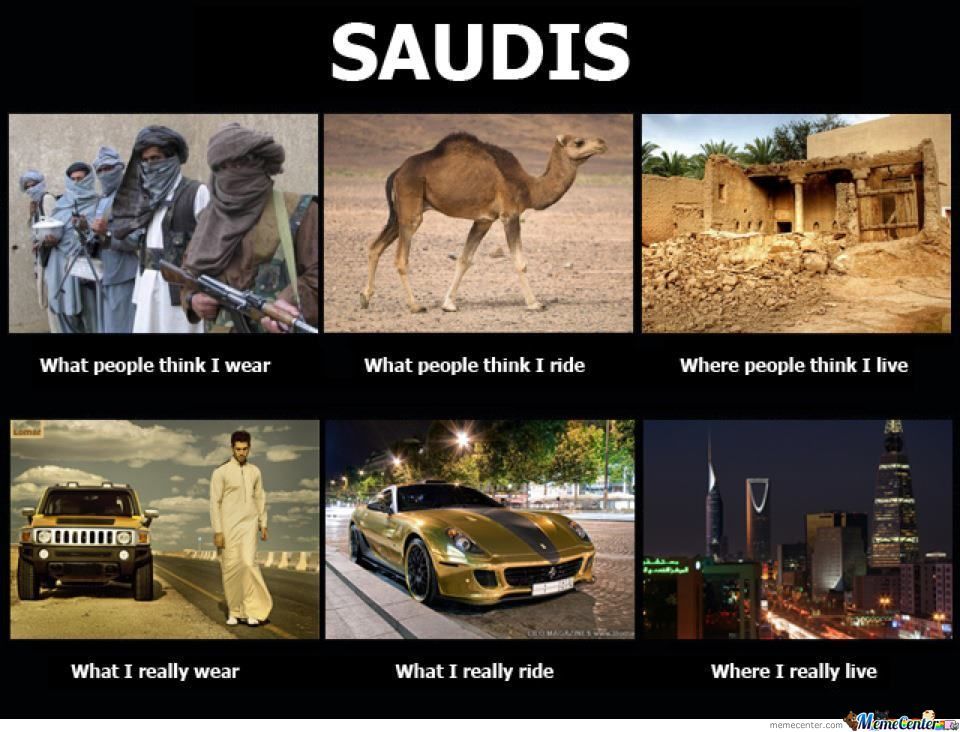 SAUDIS
What people think I wear
What people think I ride
Where people think I live
Lomar
What I really wear
What I really ride
Where I really live
memecenter.com MemeCenter